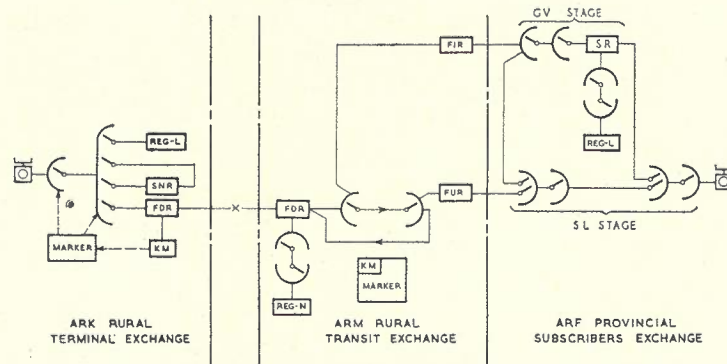 GV STAGE
FIR
SR
REG-L
REG-L
SNR
FDR
MARKER
KM
FDR
FUR
SL STAGE
KM
MARKER
REG-N
ARK RURAL
TERMINAL EXCHANGE
ARM RURAL
TRANSIT EXCHANGE
ARF PROVINCIAL
SUBSCRIBERS EXCHANGE